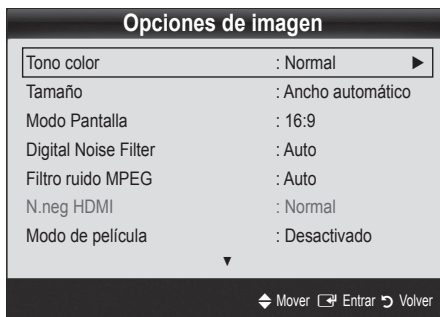 Opciones de imagen
Tono color : Normal ►
Tamaño : Ancho automático
Modo Pantalla : 16:9
Digital Noise Filter : Auto
Filtro ruido MPEG : Auto
N.neg HDMI : Normal
Modo de película : Desactivado
▼
Mover Entrar Volver